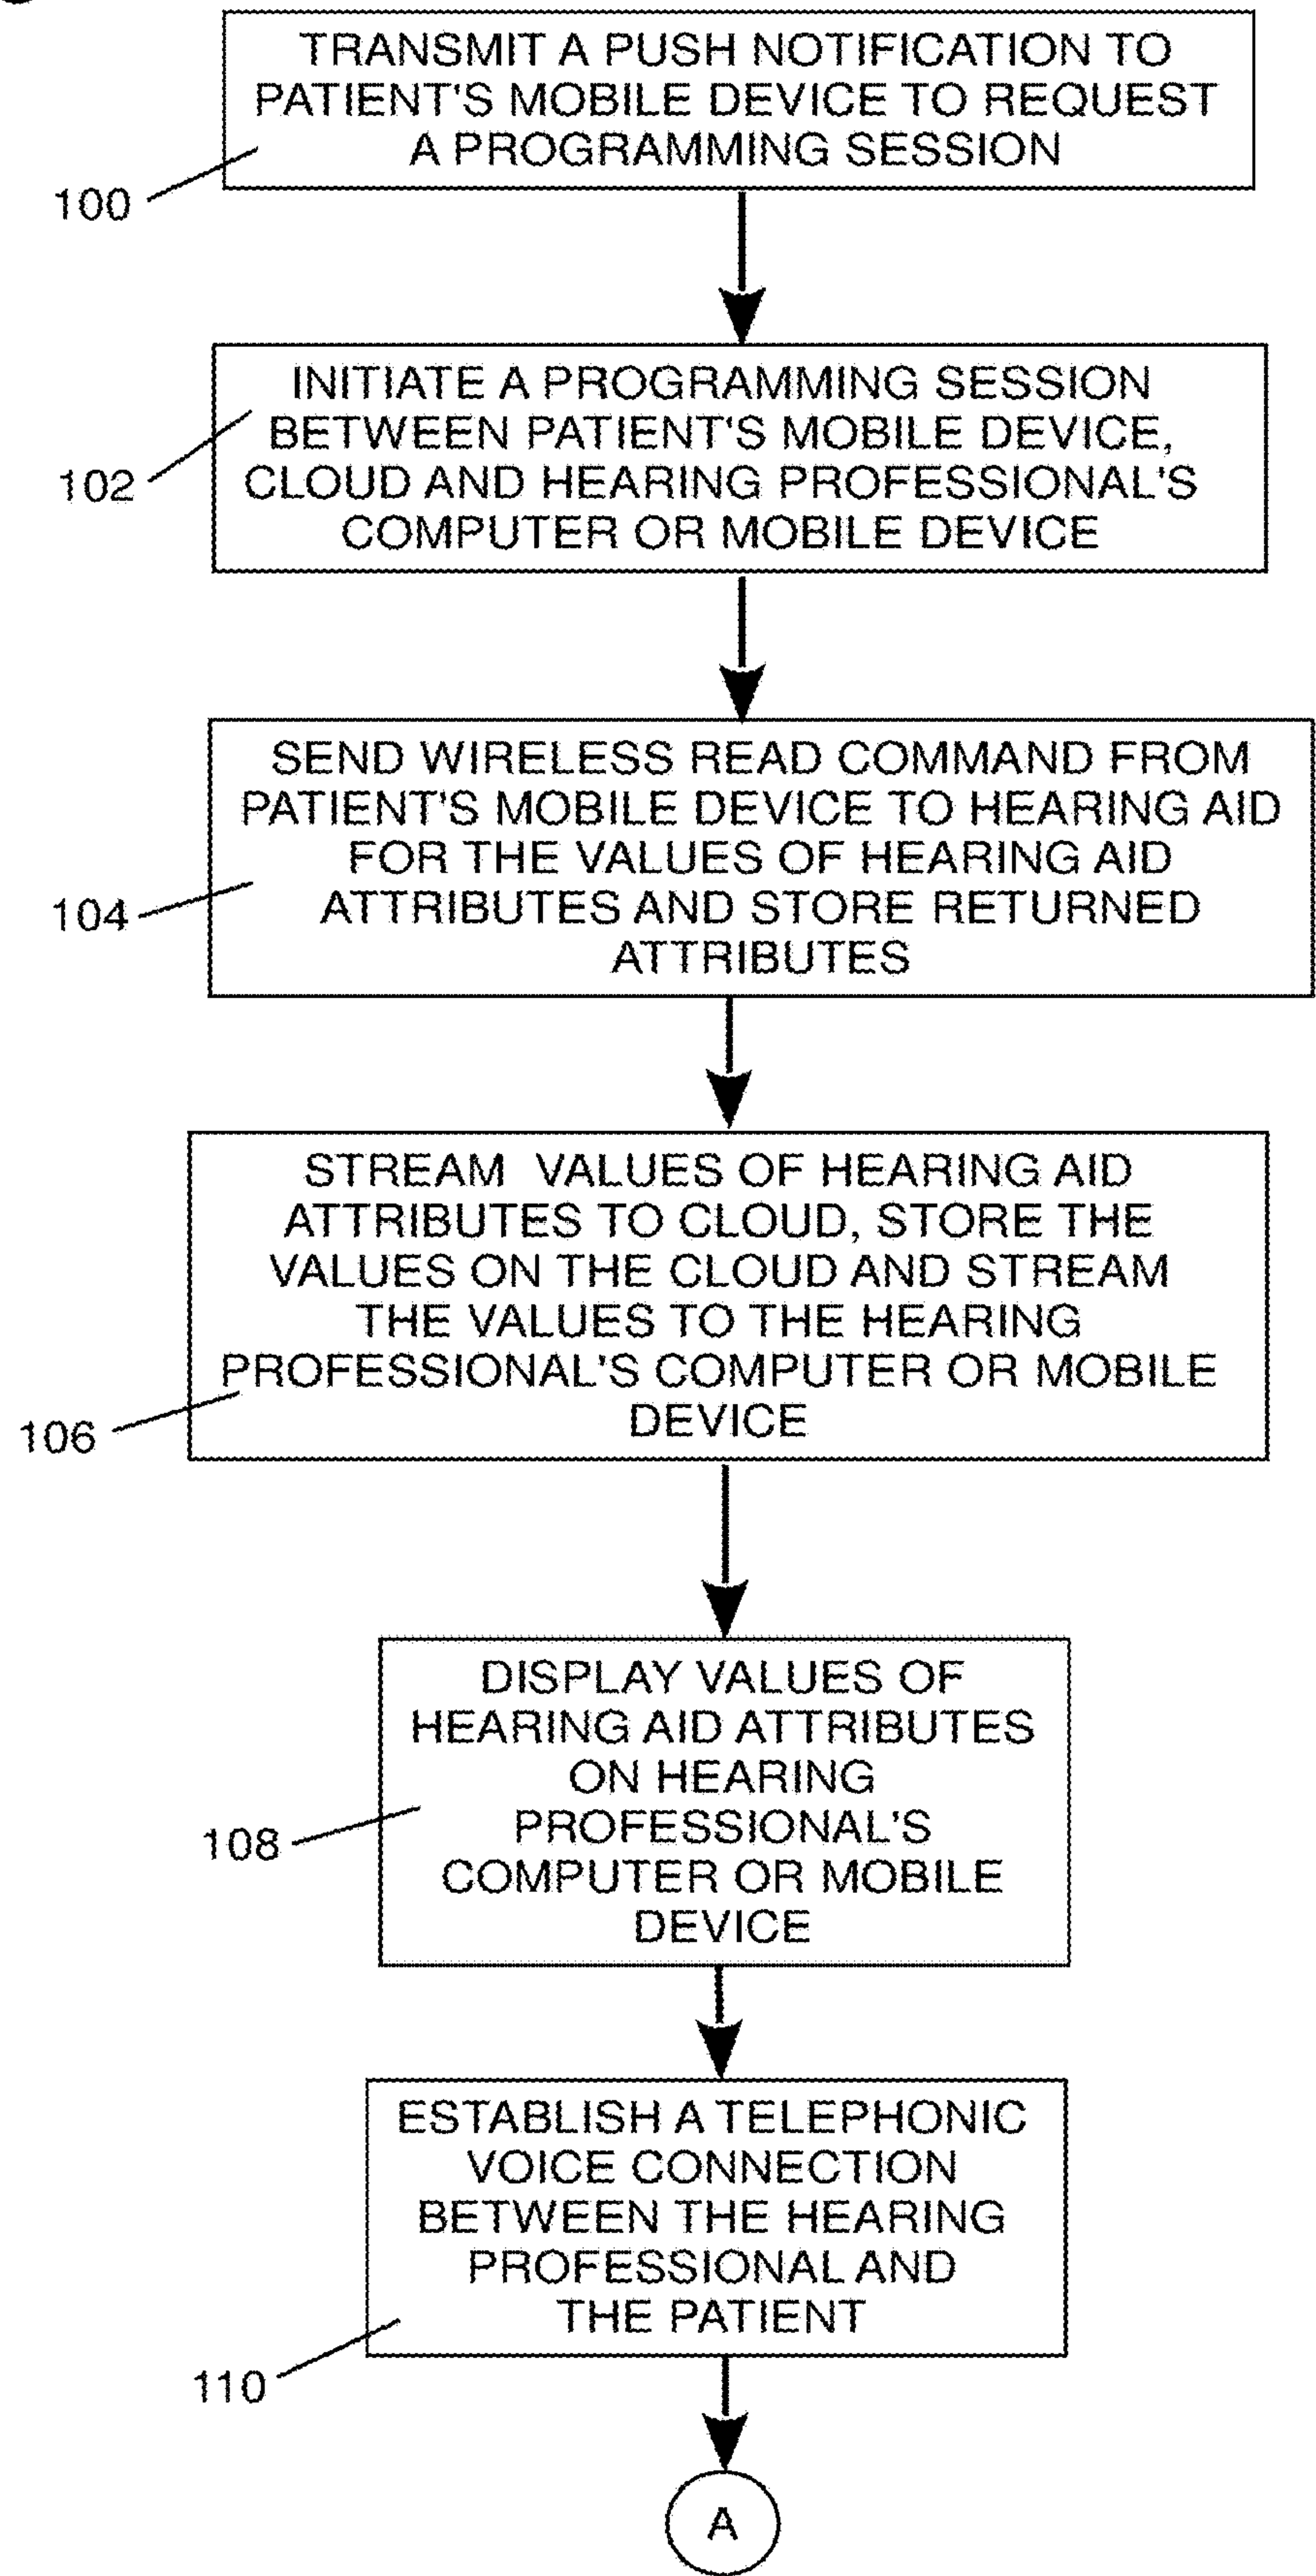 TRANSMIT A PUSH NOTIFICATION TO
PATIENT'S MOBILE DEVICE TO REQUEST
A PROGRAMMING SESSION
100
INITIATE A PROGRAMMING SESSION
BETWEEN PATIENT'S MOBILE DEVICE,
CLOUD AND HEARING PROFESSIONAL'S
COMPUTER OR MOBILE DEVICE
102
SEND WIRELESS READ COMMAND FROM
PATIENT'S MOBILE DEVICE TO HEARING AID
FOR THE VALUES OF HEARING AID
ATTRIBUTES AND STORE RETURNED
ATTRIBUTES
104
STREAM VALUES OF HEARING AID
ATTRIBUTES TO CLOUD, STORE THE
VALUES ON THE CLOUD AND STREAM
THE VALUES TO THE HEARING
PROFESSIONAL'S COMPUTER OR MOBILE
DEVICE
106
DISPLAY VALUES OF
HEARING AID ATTRIBUTES
ON HEARING
PROFESSIONAL'S
COMPUTER OR MOBILE
DEVICE
108
ESTABLISH A TELEPHONIC
VOICE CONNECTION
BETWEEN THE HEARING
PROFESSIONAL AND
THE PATIENT
110
A